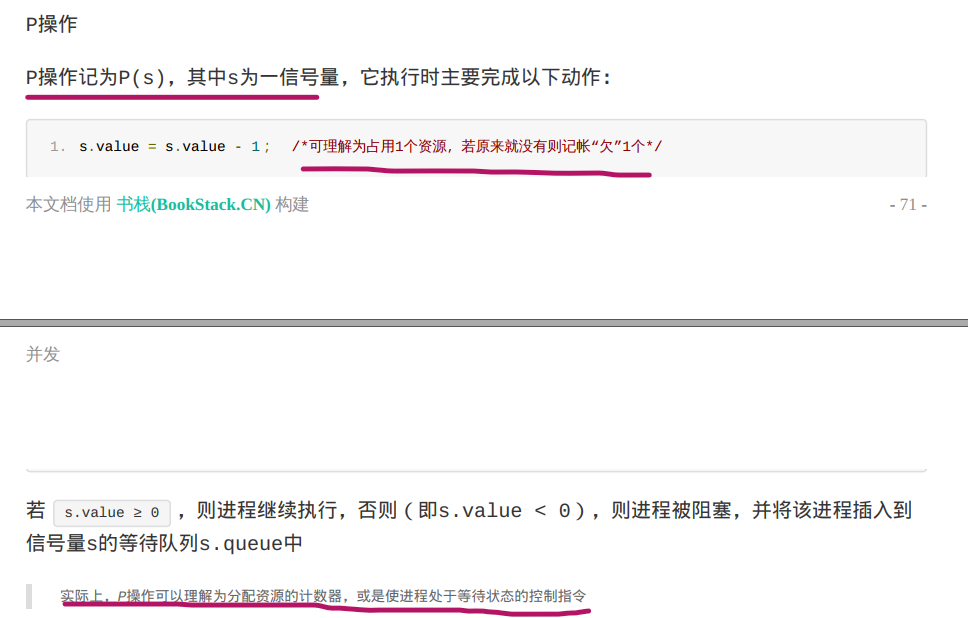 P操作
P操作记为P(s)，其中s为一信号量，它执行时主要完成以下动作：
1. s.value = s.value - 1; /*可理解为占用1个资源，若原来就没有则记帐“欠”1个*/
本文档使用 书栈(BookStack.CN) 构建 - 71 -
并发
若 s.value ≥ 0 ，则进程继续执行，否则(即s.value < 0)，则进程被阻塞，并将该进程插入到
信号量s的等待队列s.queue中
实际上，P操作可以理解为分配资源的计数器，或是使进程处于等待状态的控制指令